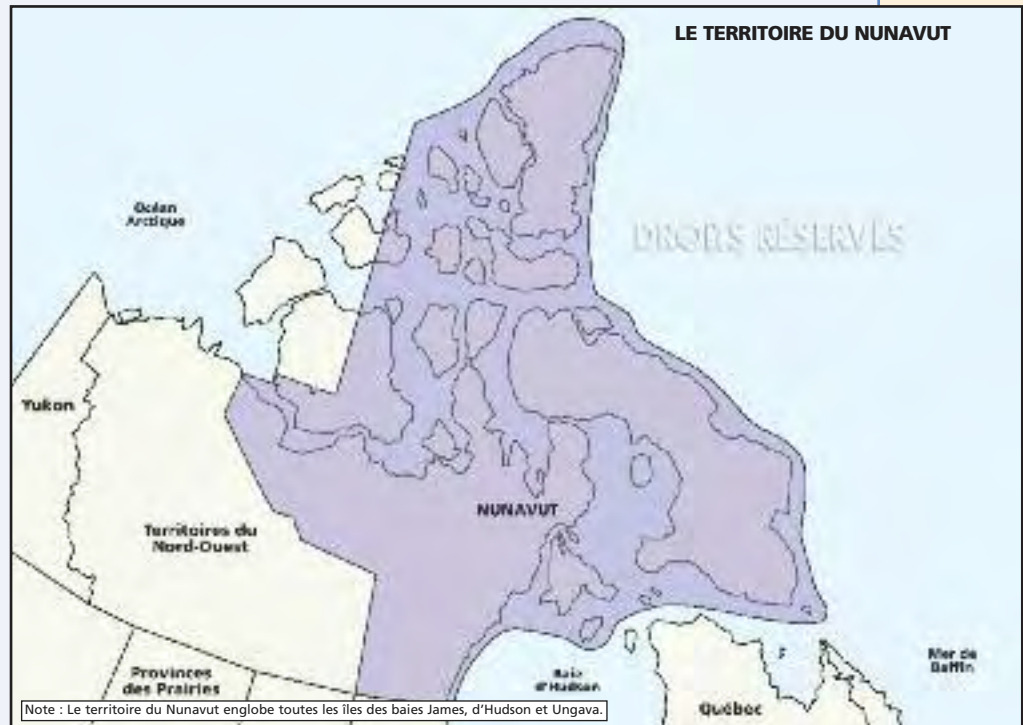 LE TERRITOIRE DU NUNAVUT
Océan
Arctique
DROITS RÉSERVÉS
Yukon
NUNAVUT
Territoires du
Nord-Ouest
Mer de
Baffin
Provinces
des Prairies
Baie
d'Hudson
Québec
Note : Le territoire du Nunavut englobe toutes les îles des baies James, d'Hudson et Ungava.